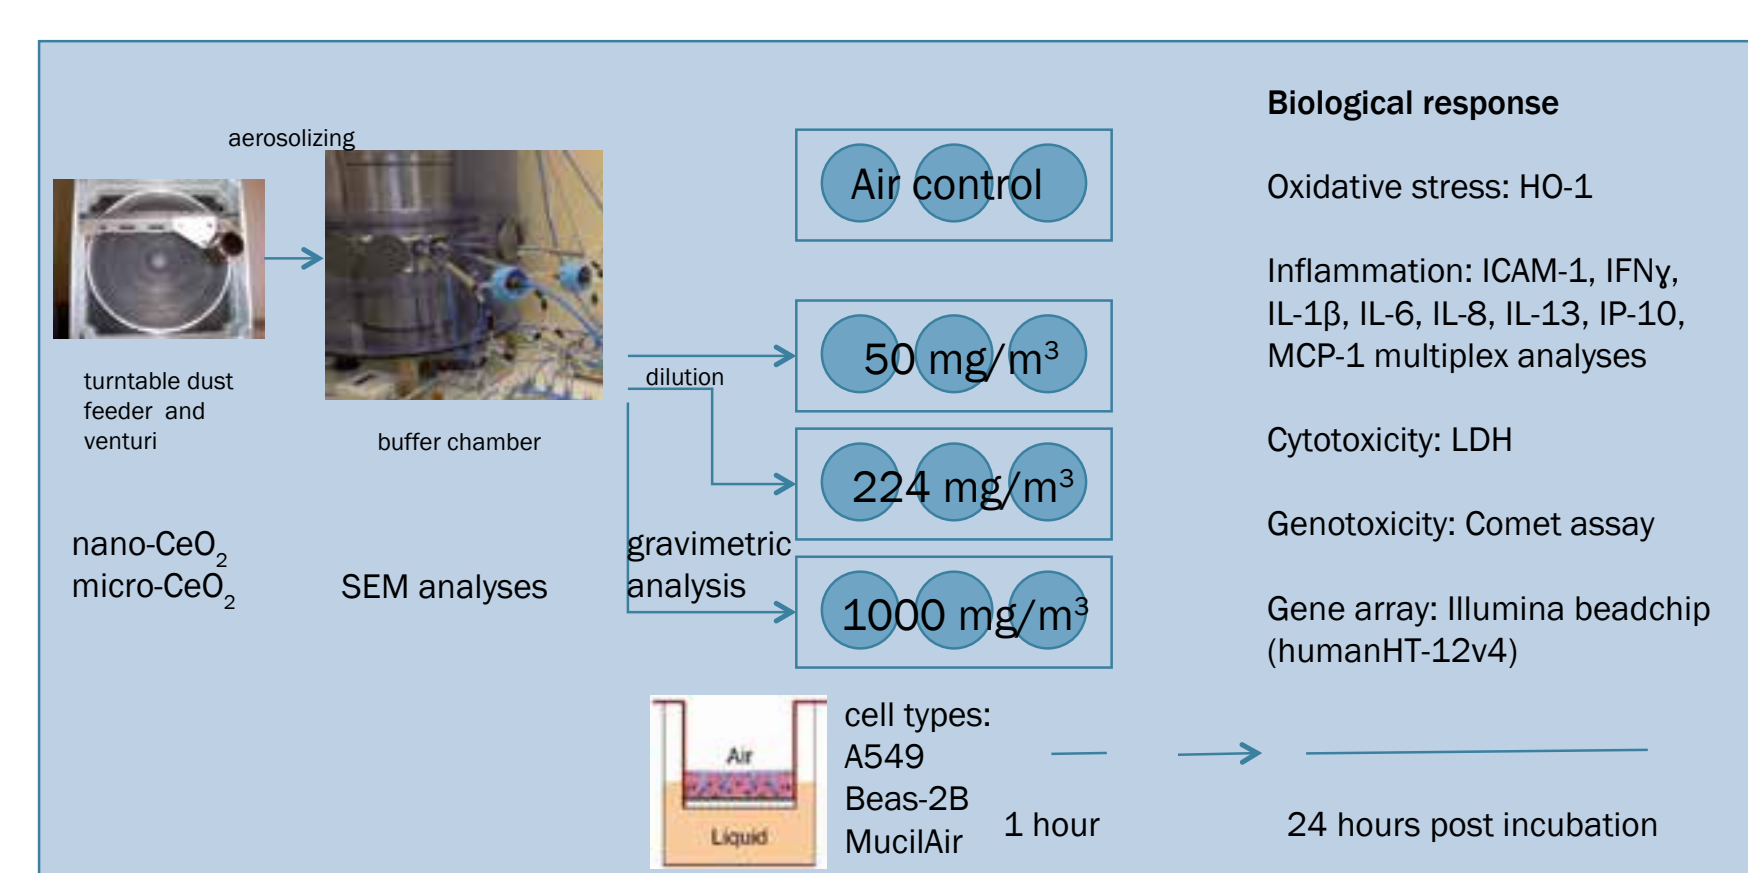 aerosolizing
turntable dust
feeder and
venturi
buffer chamber
nano-CeO₂
micro-CeO₂
SEM analyses
dilution
gravimetric
analysis
Air control
50 mg/m³
224 mg/m³
1000 mg/m³
Air
Liquid
cell types:
A549
Beas-2B
MucilAir
1 hour
Biological response
Oxidative stress: HO-1
Inflammation: ICAM-1, IFNγ,
IL-1β, IL-6, IL-8, IL-13, IP-10,
MCP-1 multiplex analyses
Cytotoxicity: LDH
Genotoxicity: Comet assay
Gene array: Illumina beadchip
(humanHT-12v4)
24 hours post incubation